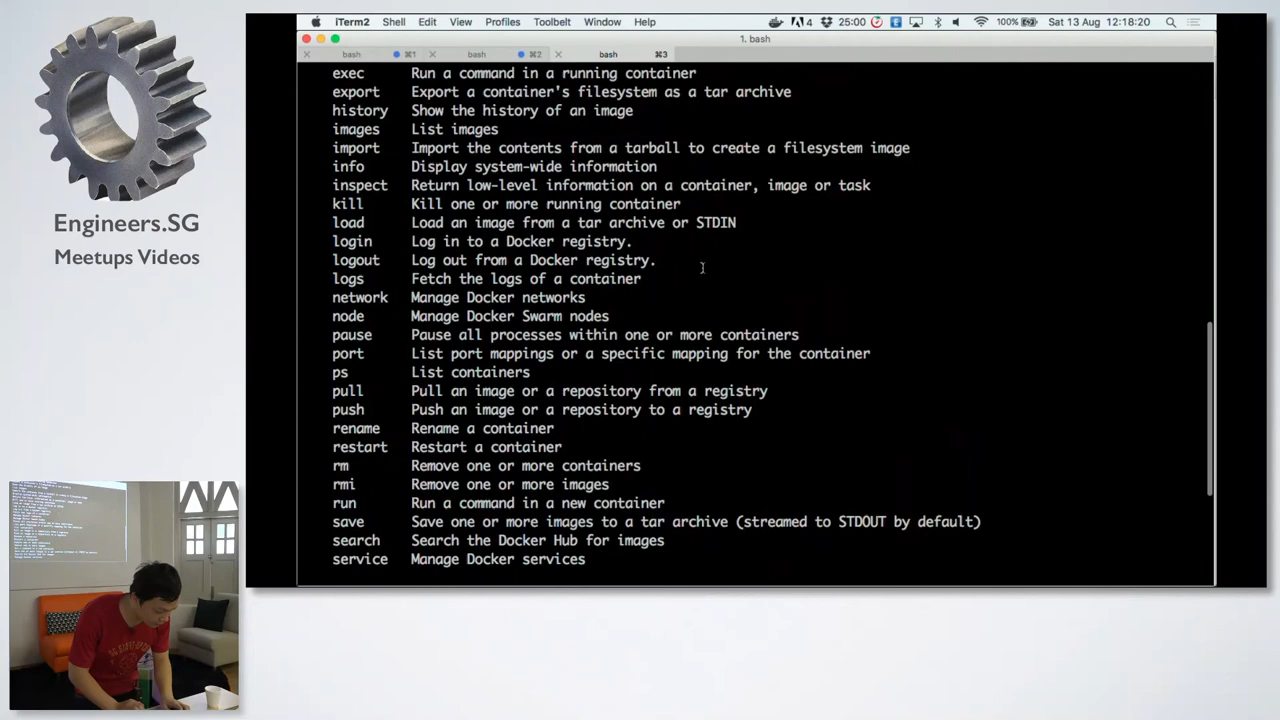 Engineers.SG
Meetups Videos
iTerm2 Shell Edit View Profiles Toolbelt Window Help
4 25:00 100% Sat 13 Aug 12:18:20
1. bash
bash ⌘1 bash ⌘2 bash ⌘3
exec Run a command in a running container
export Export a container's filesystem as a tar archive
history Show the history of an image
images List images
import Import the contents from a tarball to create a filesystem image
info Display system-wide information
inspect Return low-level information on a container, image or task
kill Kill one or more running container
load Load an image from a tar archive or STDIN
login Log in to a Docker registry.
logout Log out from a Docker registry.
logs Fetch the logs of a container
network Manage Docker networks
node Manage Docker Swarm nodes
pause Pause all processes within one or more containers
port List port mappings or a specific mapping for the container
ps List containers
pull Pull an image or a repository from a registry
push Push an image or a repository to a registry
rename Rename a container
restart Restart a container
rm Remove one or more containers
rmi Remove one or more images
run Run a command in a new container
save Save one or more images to a tar archive (streamed to STDOUT by default)
search Search the Docker Hub for images
service Manage Docker services